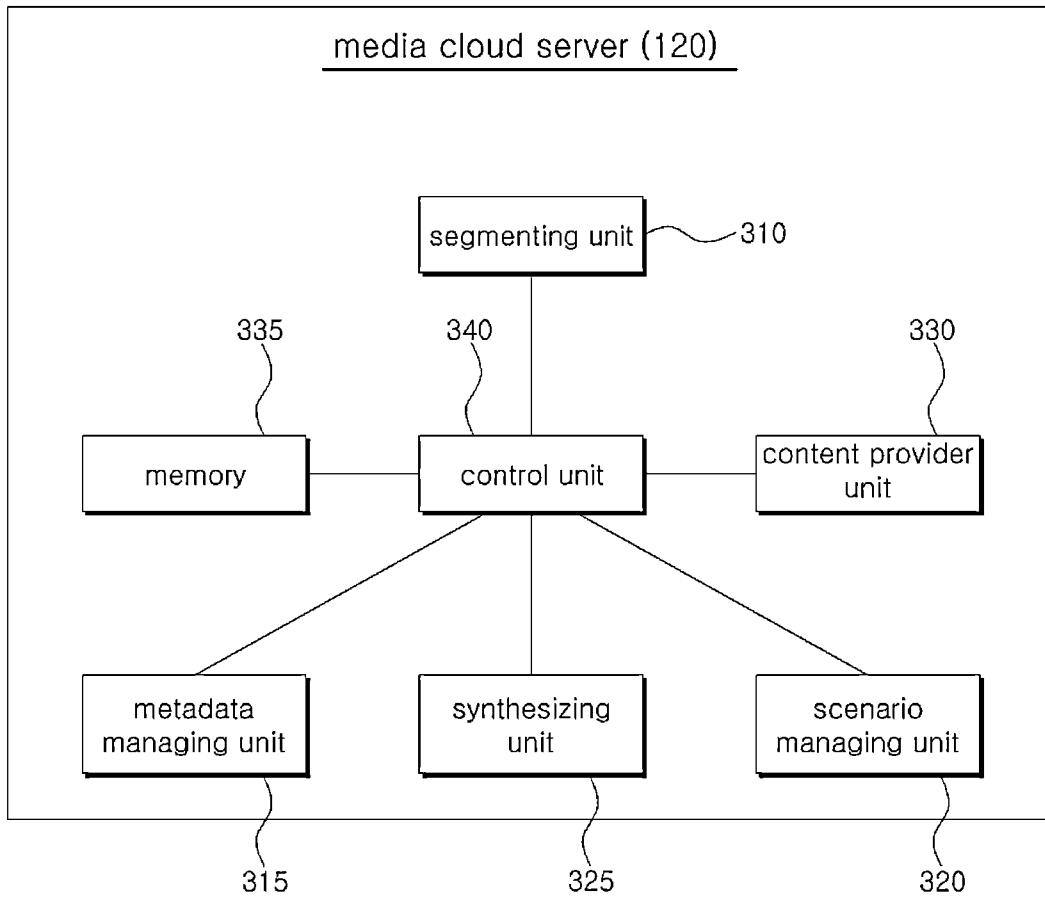 media cloud server (120)
segmenting unit
310
335
340
330
memory
control unit
content provider
unit
metadata
managing unit
synthesizing
unit
scenario
managing unit
315
325
320